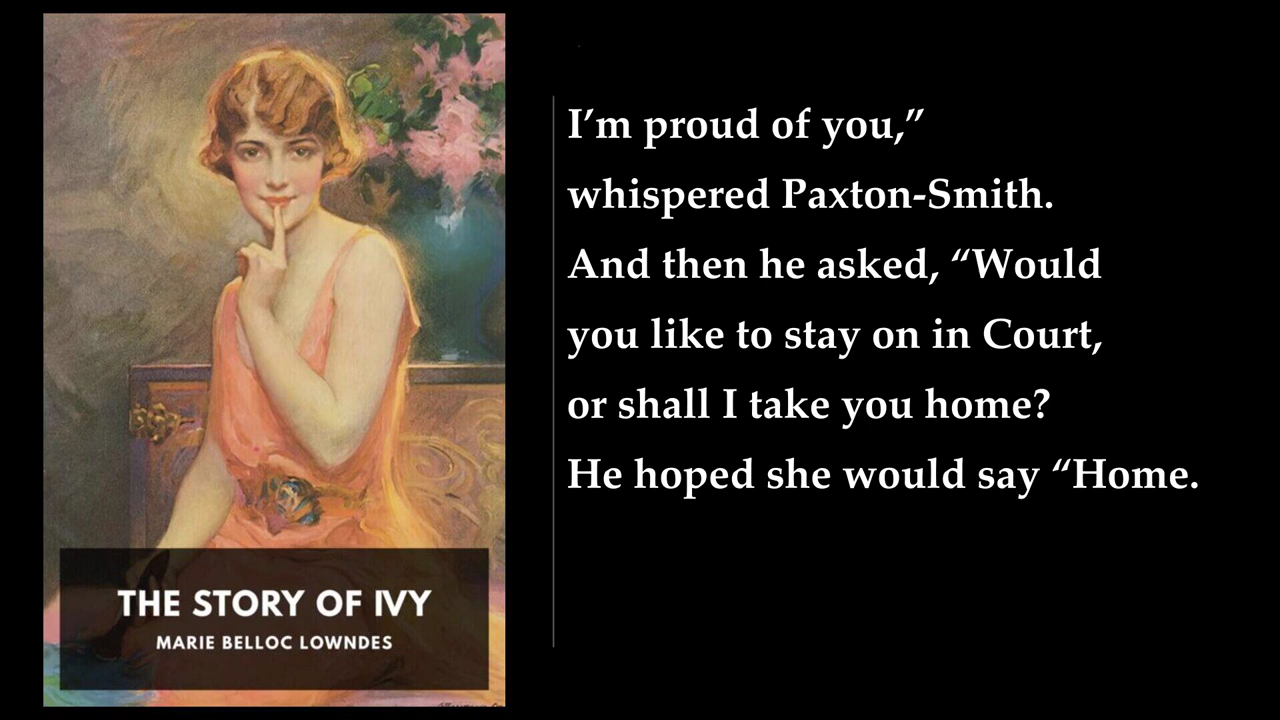 THE STORY OF IVY
MARIE BELLOC LOWNDES
I’m proud of you,”
whispered Paxton-Smith.
And then he asked, “Would
you like to stay on in Court,
or shall I take you home?
He hoped she would say “Home.